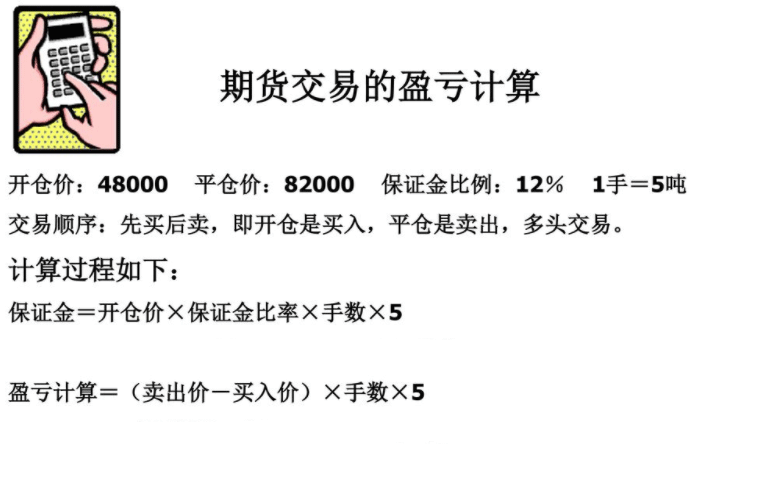 期货交易的盈亏计算
开仓价：48000 平仓价：82000 保证金比例：12% 1手＝5吨
交易顺序：先买后卖，即开仓是买入，平仓是卖出，多头交易。
计算过程如下：
保证金＝开仓价×保证金比率×手数×5
盈亏计算＝（卖出价－买入价）×手数×5